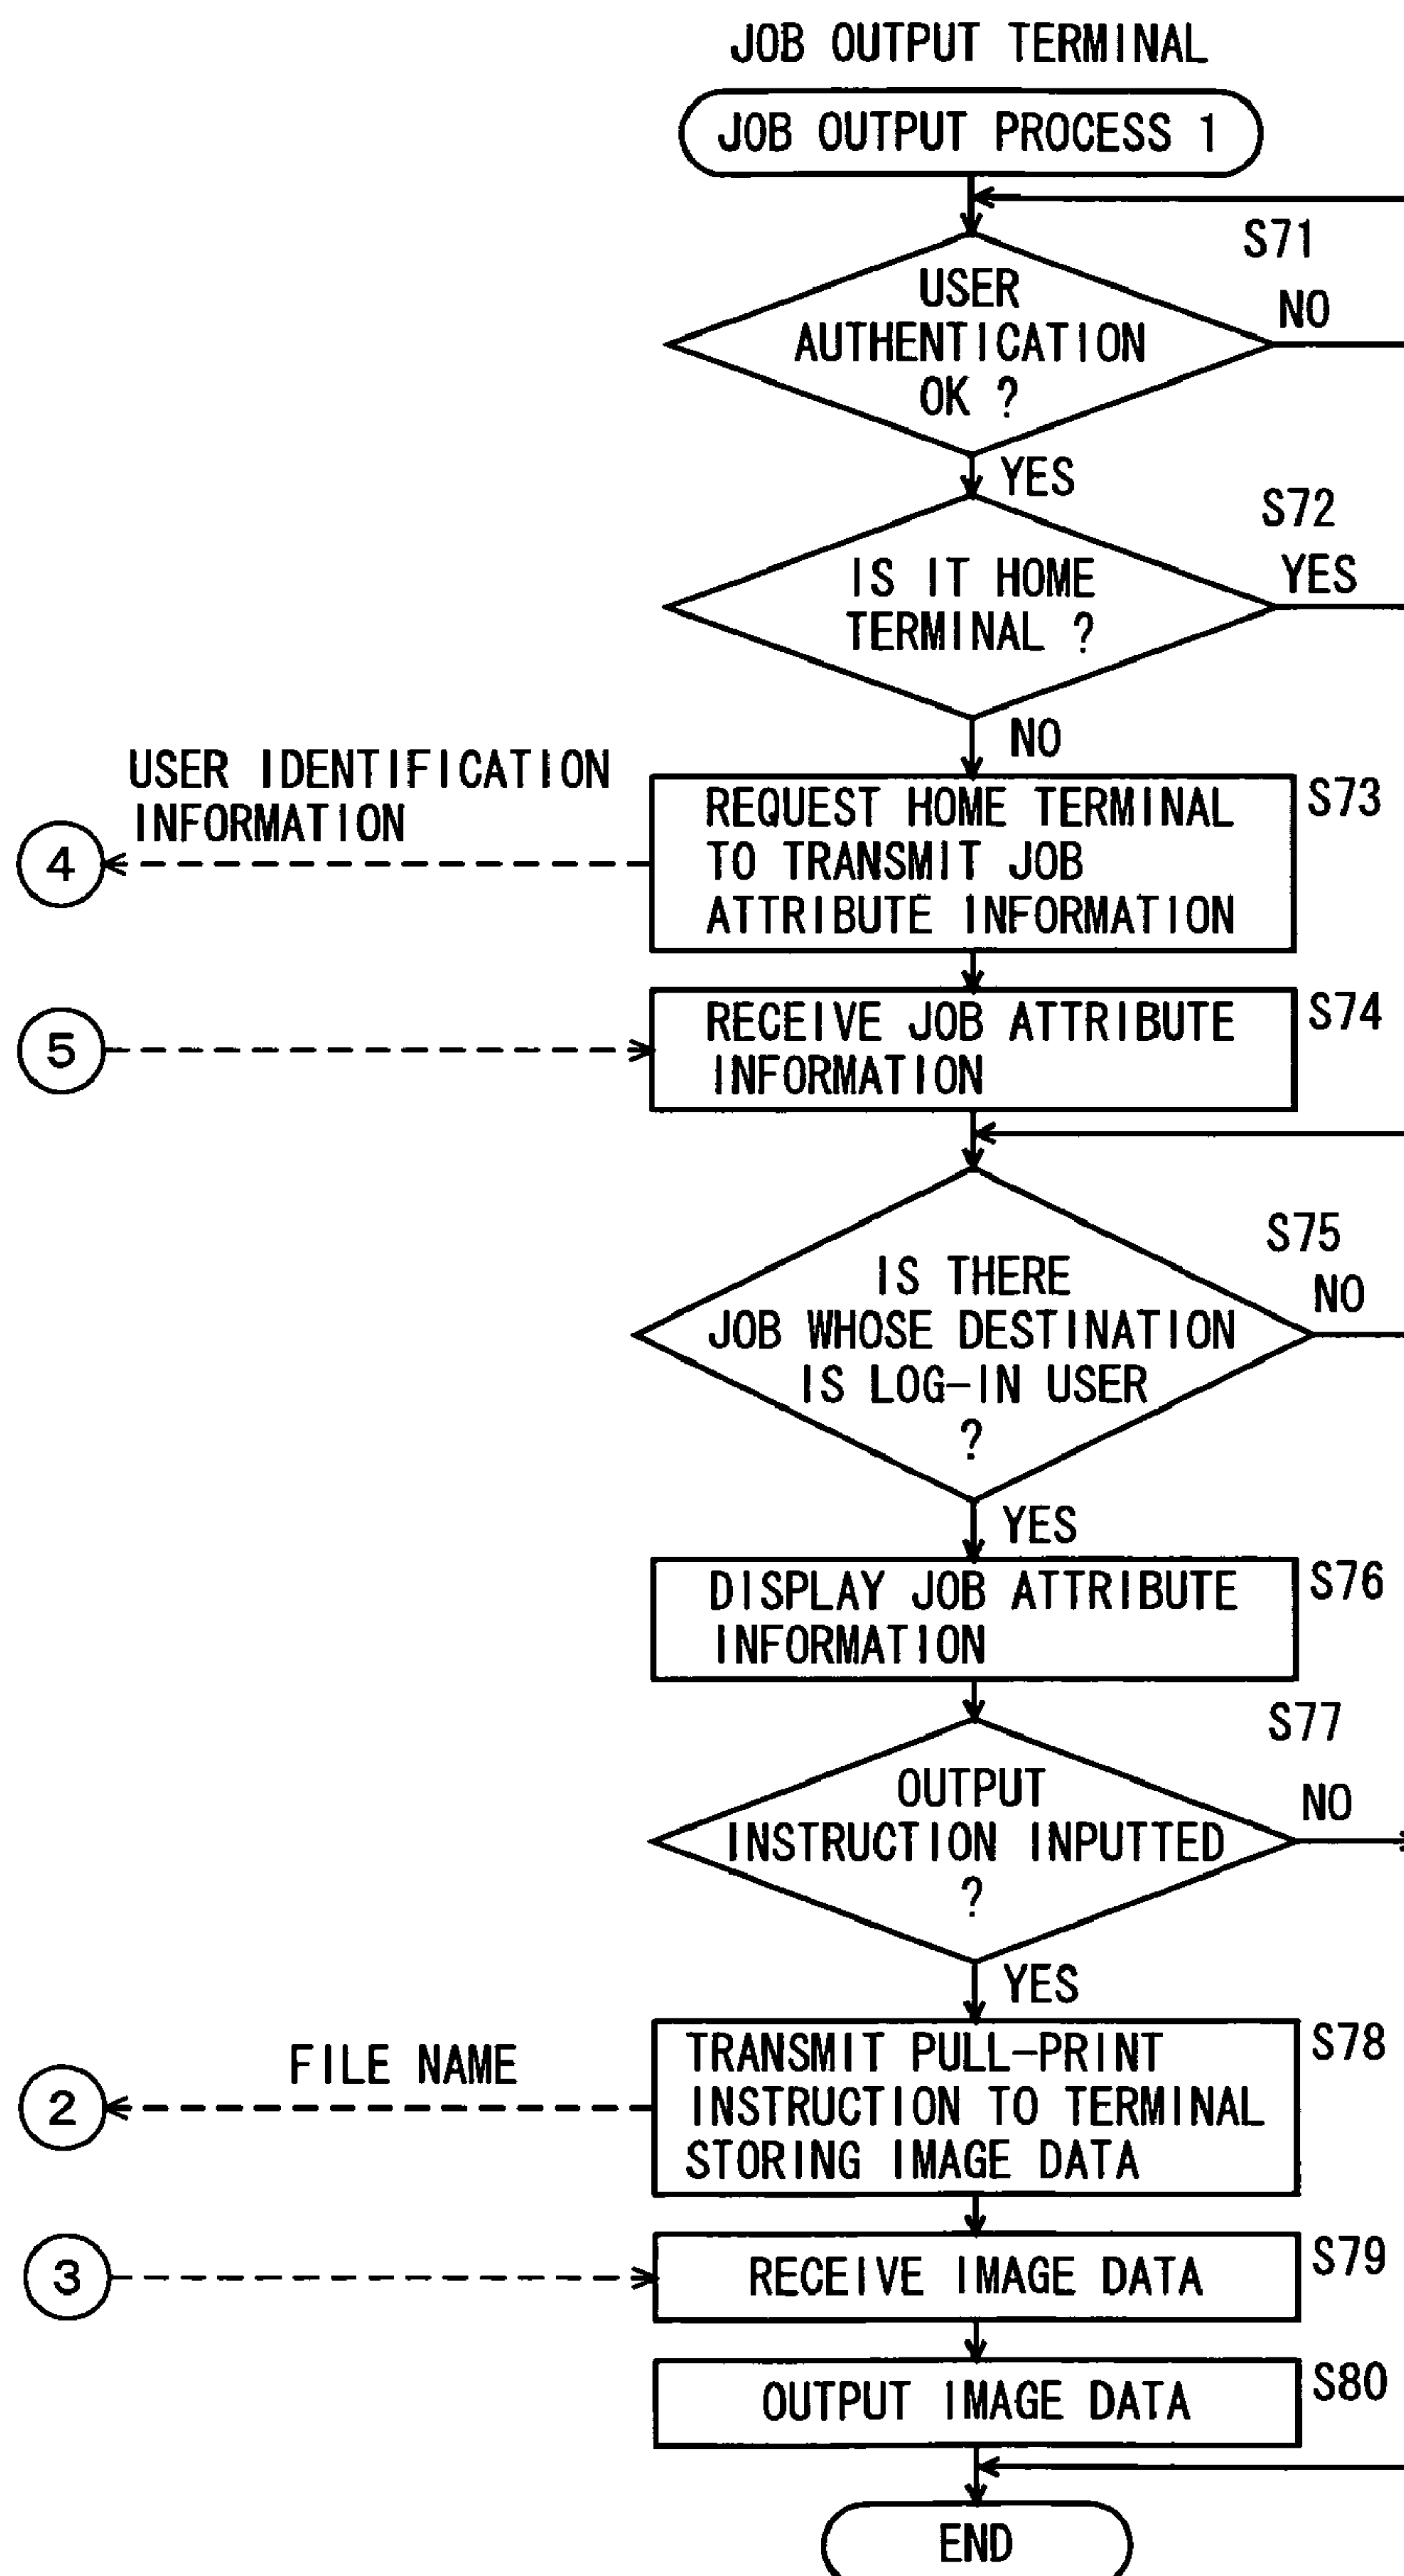 JOB OUTPUT TERMINAL
JOB OUTPUT PROCESS 1
S71
USER
AUTHENTICATION
OK ?
NO
YES
S72
IS IT HOME
TERMINAL ?
YES
NO
USER IDENTIFICATION
INFORMATION
4
REQUEST HOME TERMINAL
TO TRANSMIT JOB
ATTRIBUTE INFORMATION
S73
5
RECEIVE JOB ATTRIBUTE
INFORMATION
S74
S75
IS THERE
JOB WHOSE DESTINATION
IS LOG-IN USER
?
NO
YES
DISPLAY JOB ATTRIBUTE
INFORMATION
S76
S77
OUTPUT
INSTRUCTION INPUTTED
?
NO
YES
FILE NAME
2
TRANSMIT PULL-PRINT
INSTRUCTION TO TERMINAL
STORING IMAGE DATA
S78
3
RECEIVE IMAGE DATA
S79
OUTPUT IMAGE DATA
S80
END